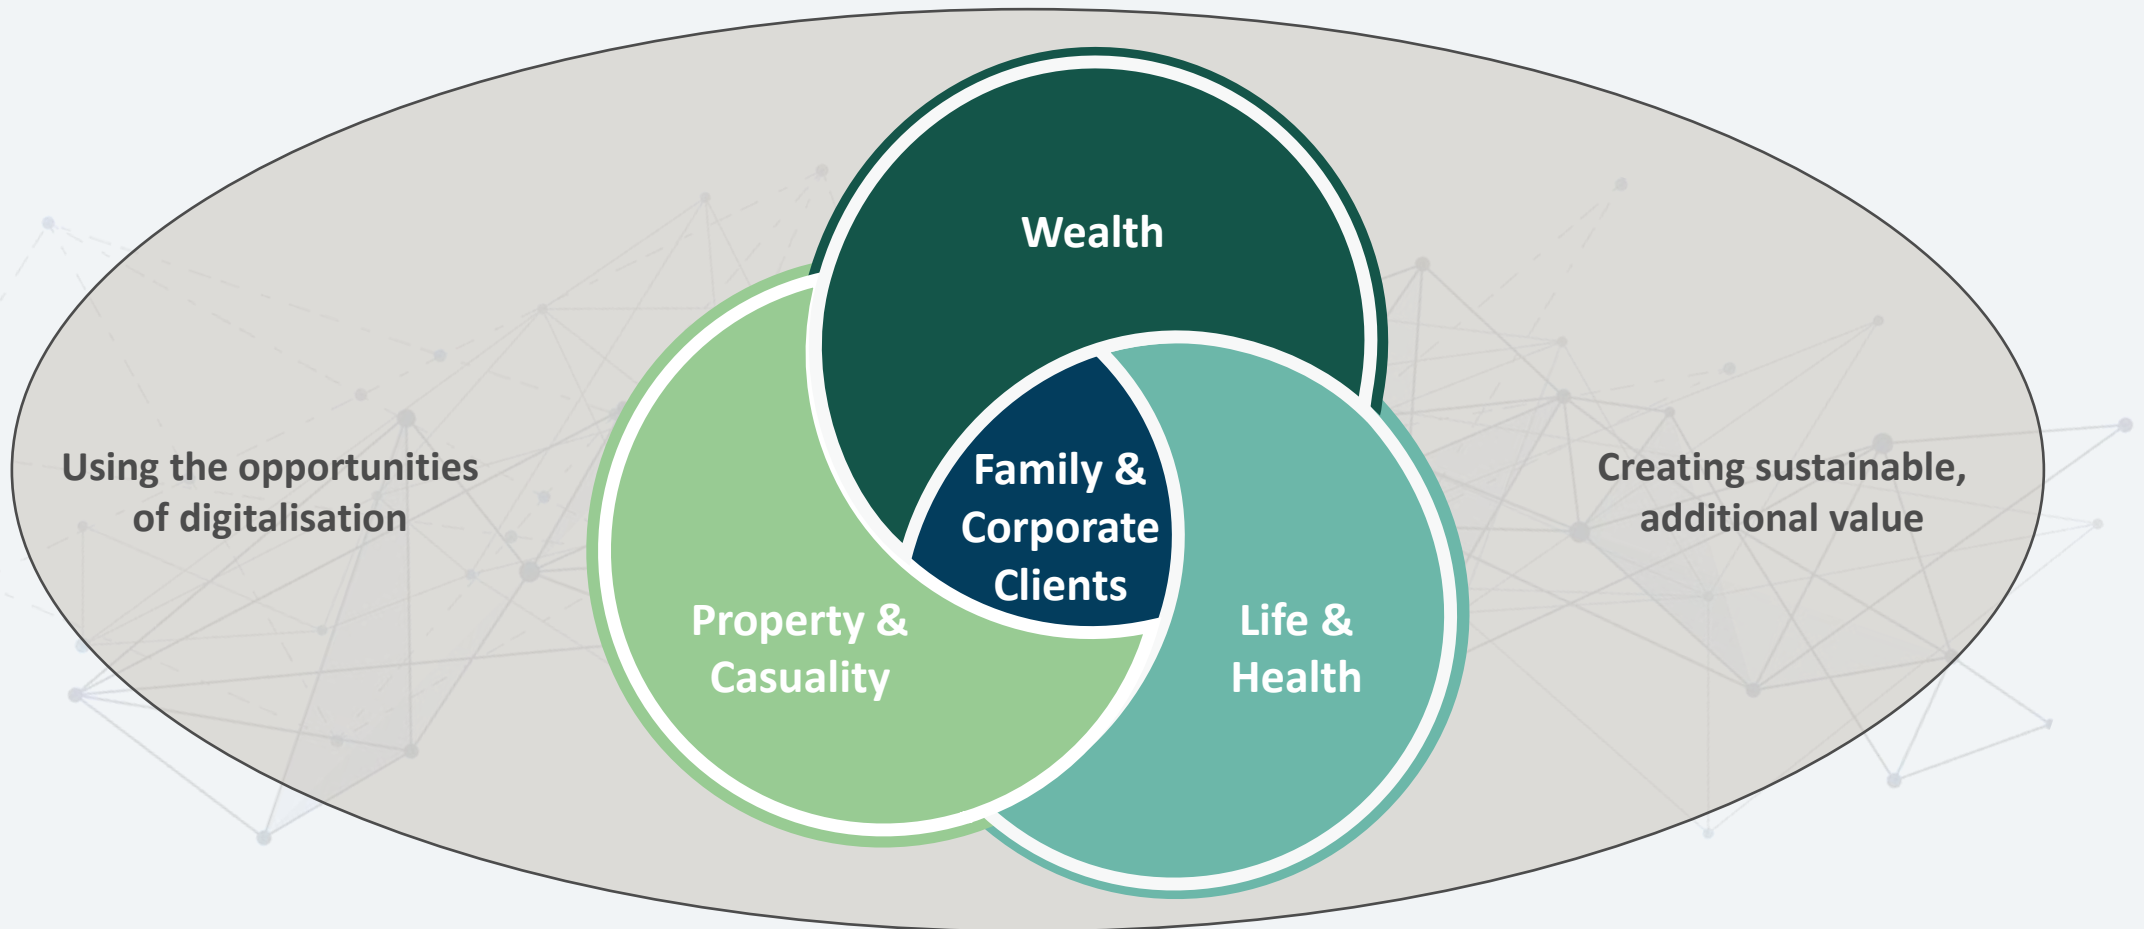 Wealth
Using the opportunities
of digitalisation
Family &
Corporate
Clients
Creating sustainable,
additional value
Property &
Casuality
Life &
Health